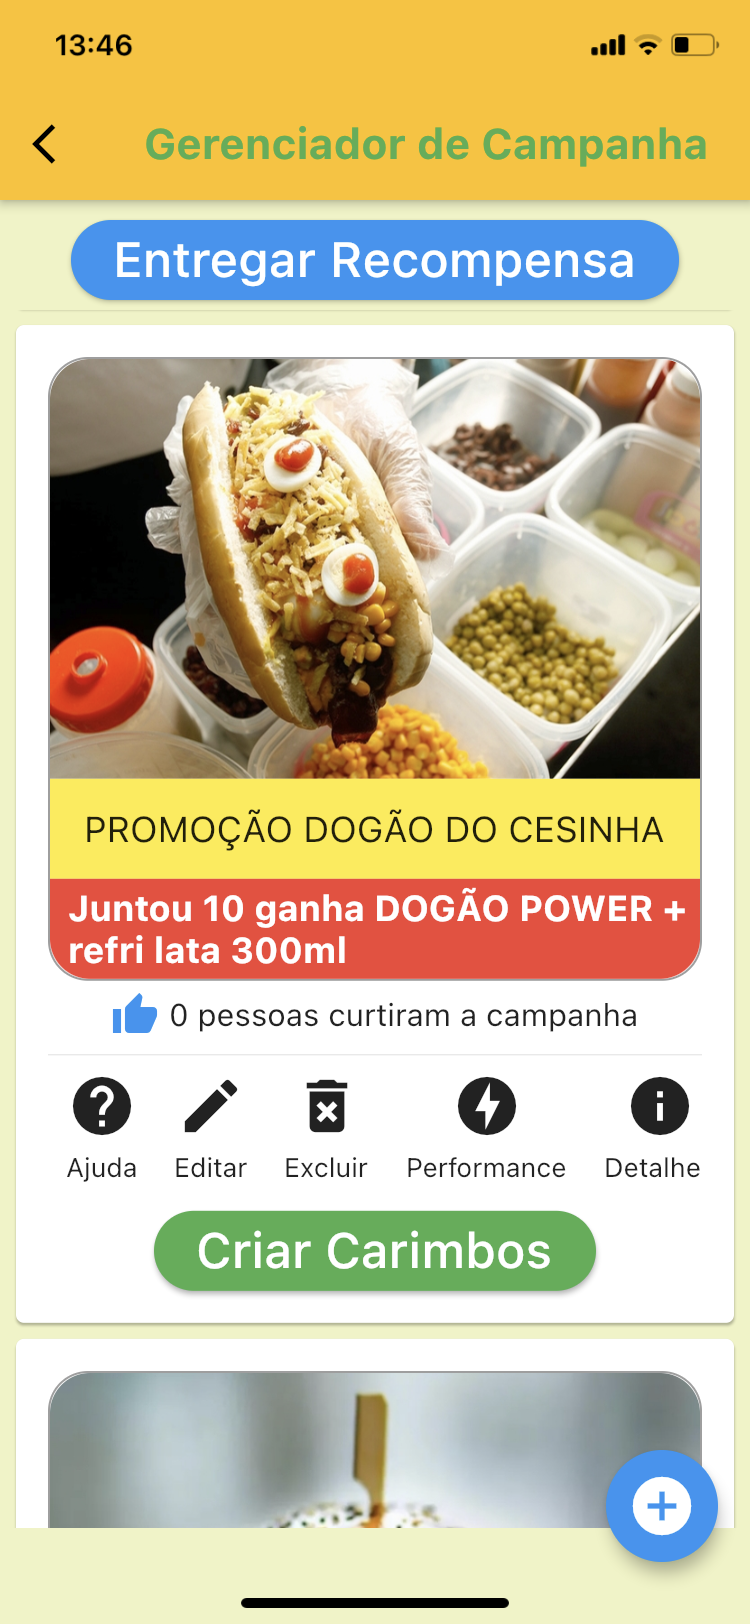 13:46
Gerenciador de Campanha
Entregar Recompensa
PROMOÇÃO DOGÃO DO CESINHA
Juntou 10 ganha DOGÃO POWER +
refri lata 300ml
0 pessoas curtiram a campanha
Ajuda Editar Excluir Performance Detalhe
Criar Carimbos